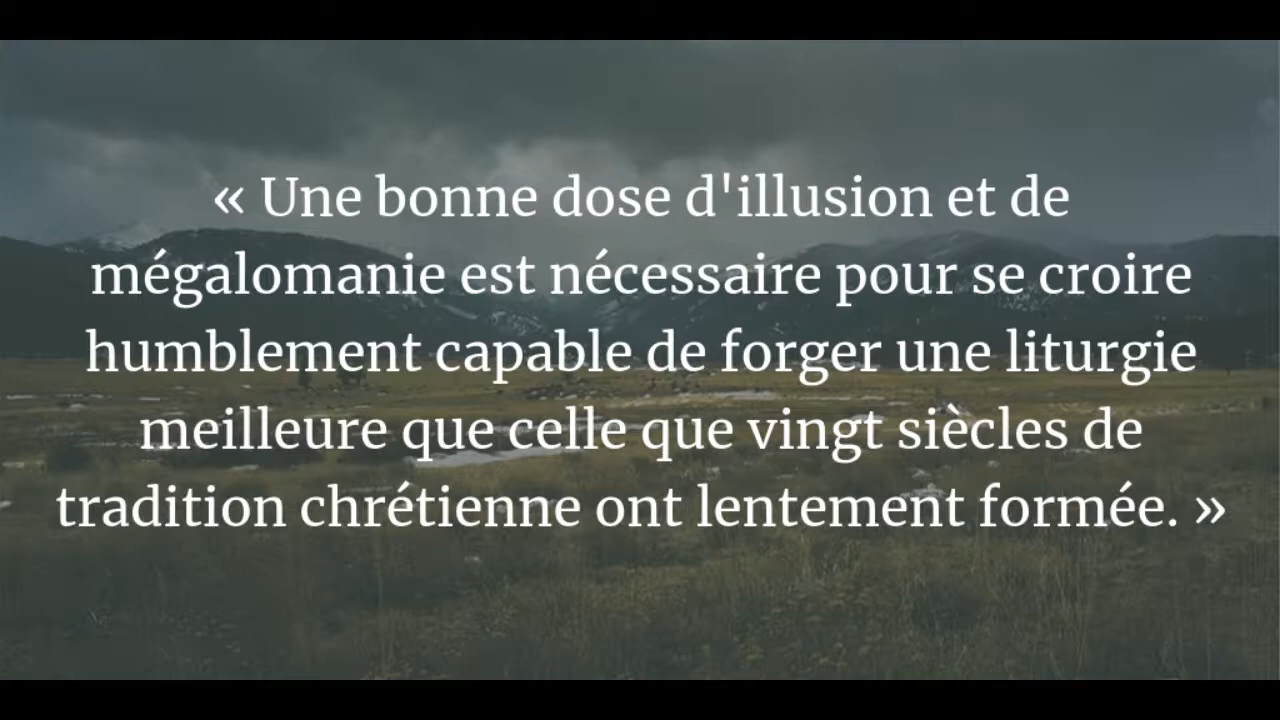 « Une bonne dose d'illusion et de
mégalomanie est nécessaire pour se croire
humblement capable de forger une liturgie
meilleure que celle que vingt siècles de
tradition chrétienne ont lentement formée. »